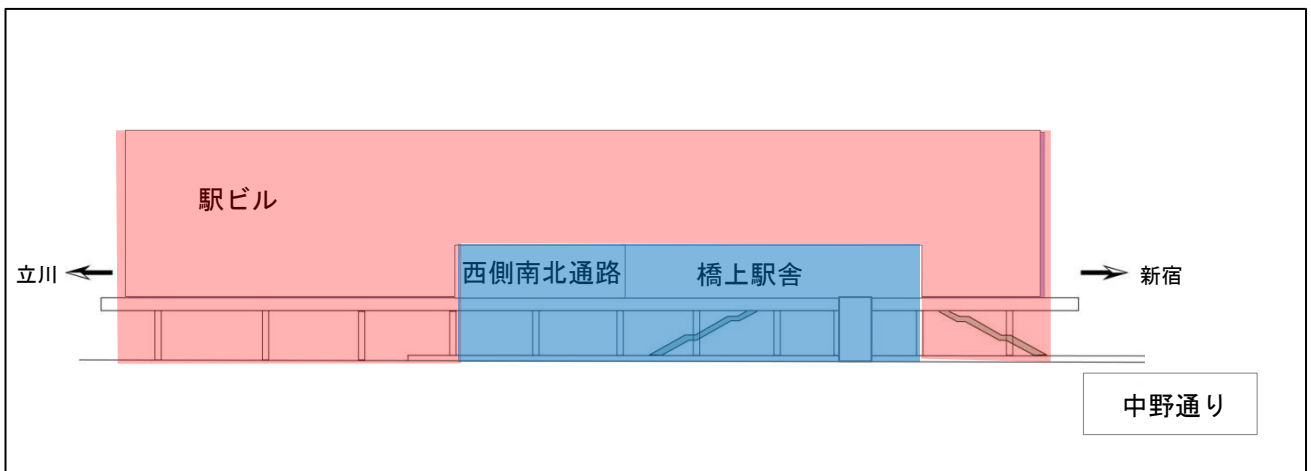 駅ビル
西側南北通路
橋上駅舎
立川
新宿
中野通り